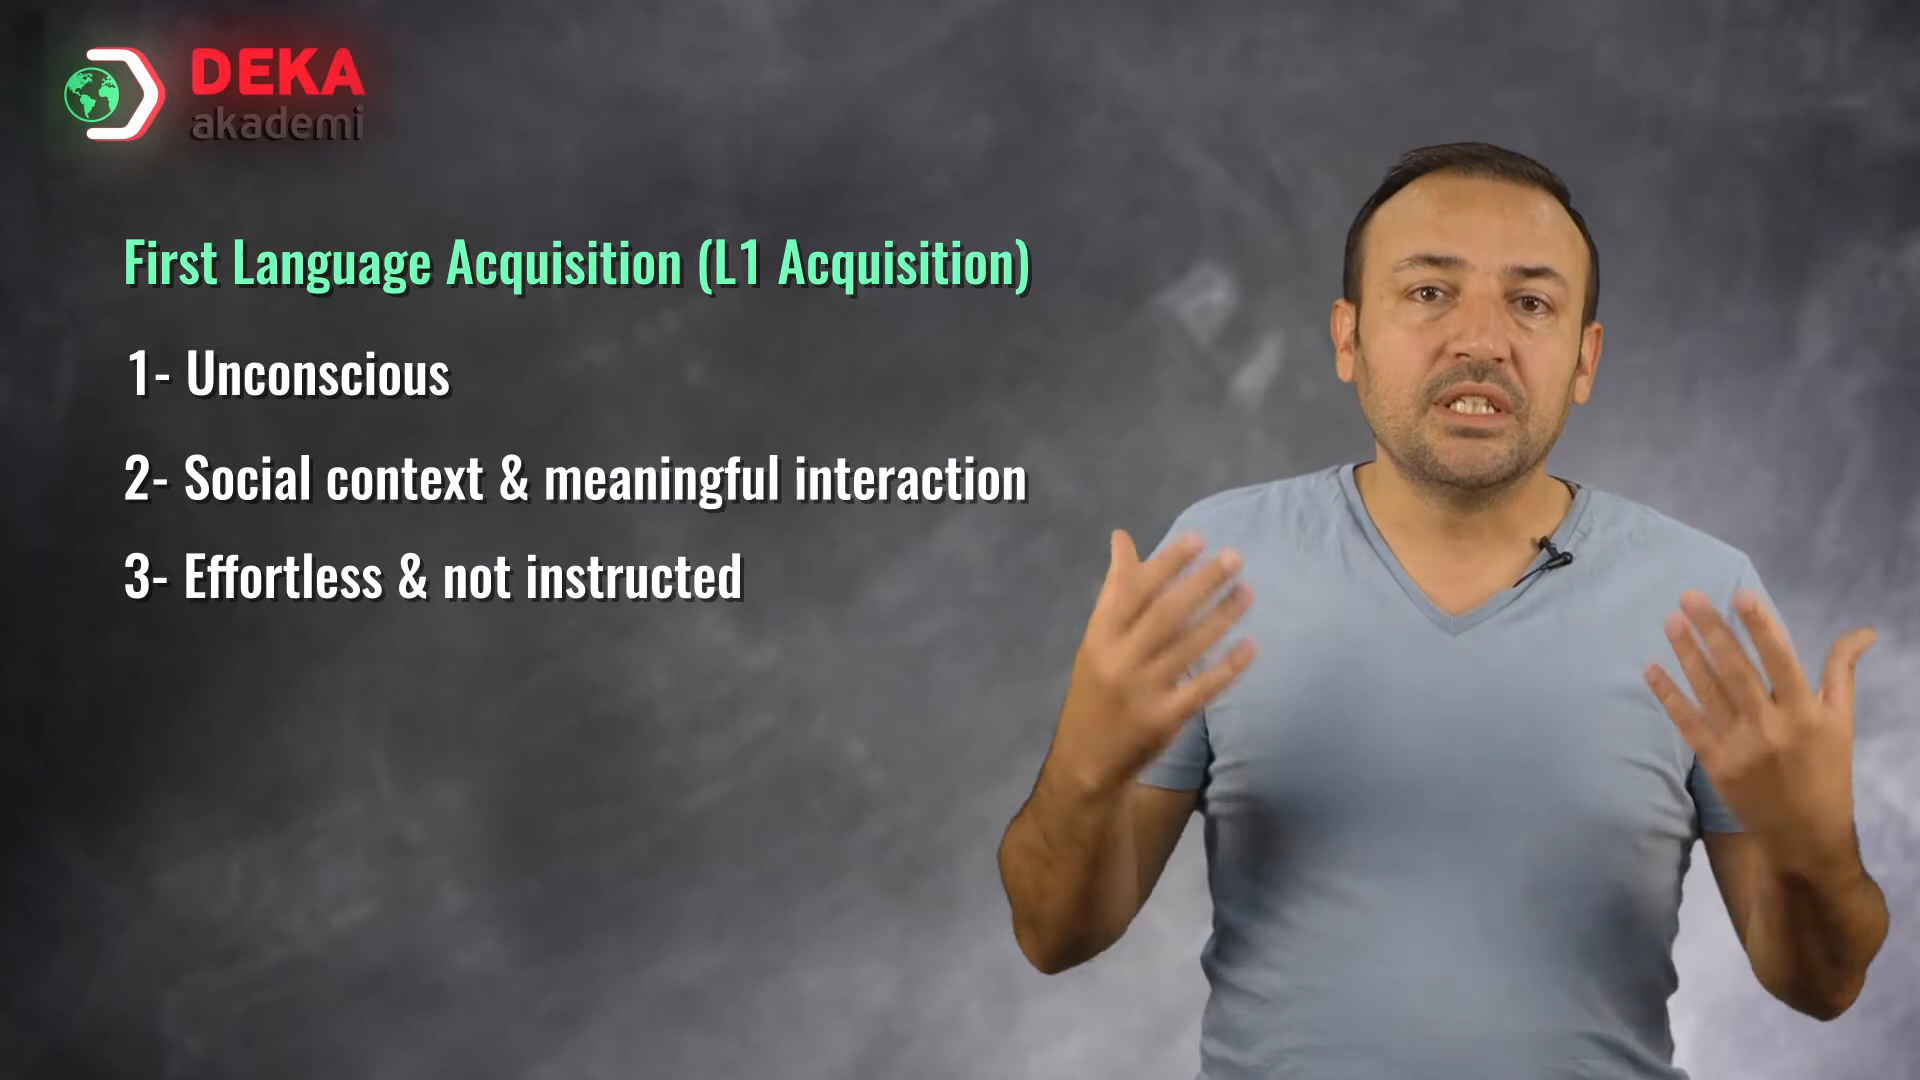 DEKA
akademi
First Language Acquisition (L1 Acquisition)
1- Unconscious
2- Social context & meaningful interaction
3- Effortless & not instructed